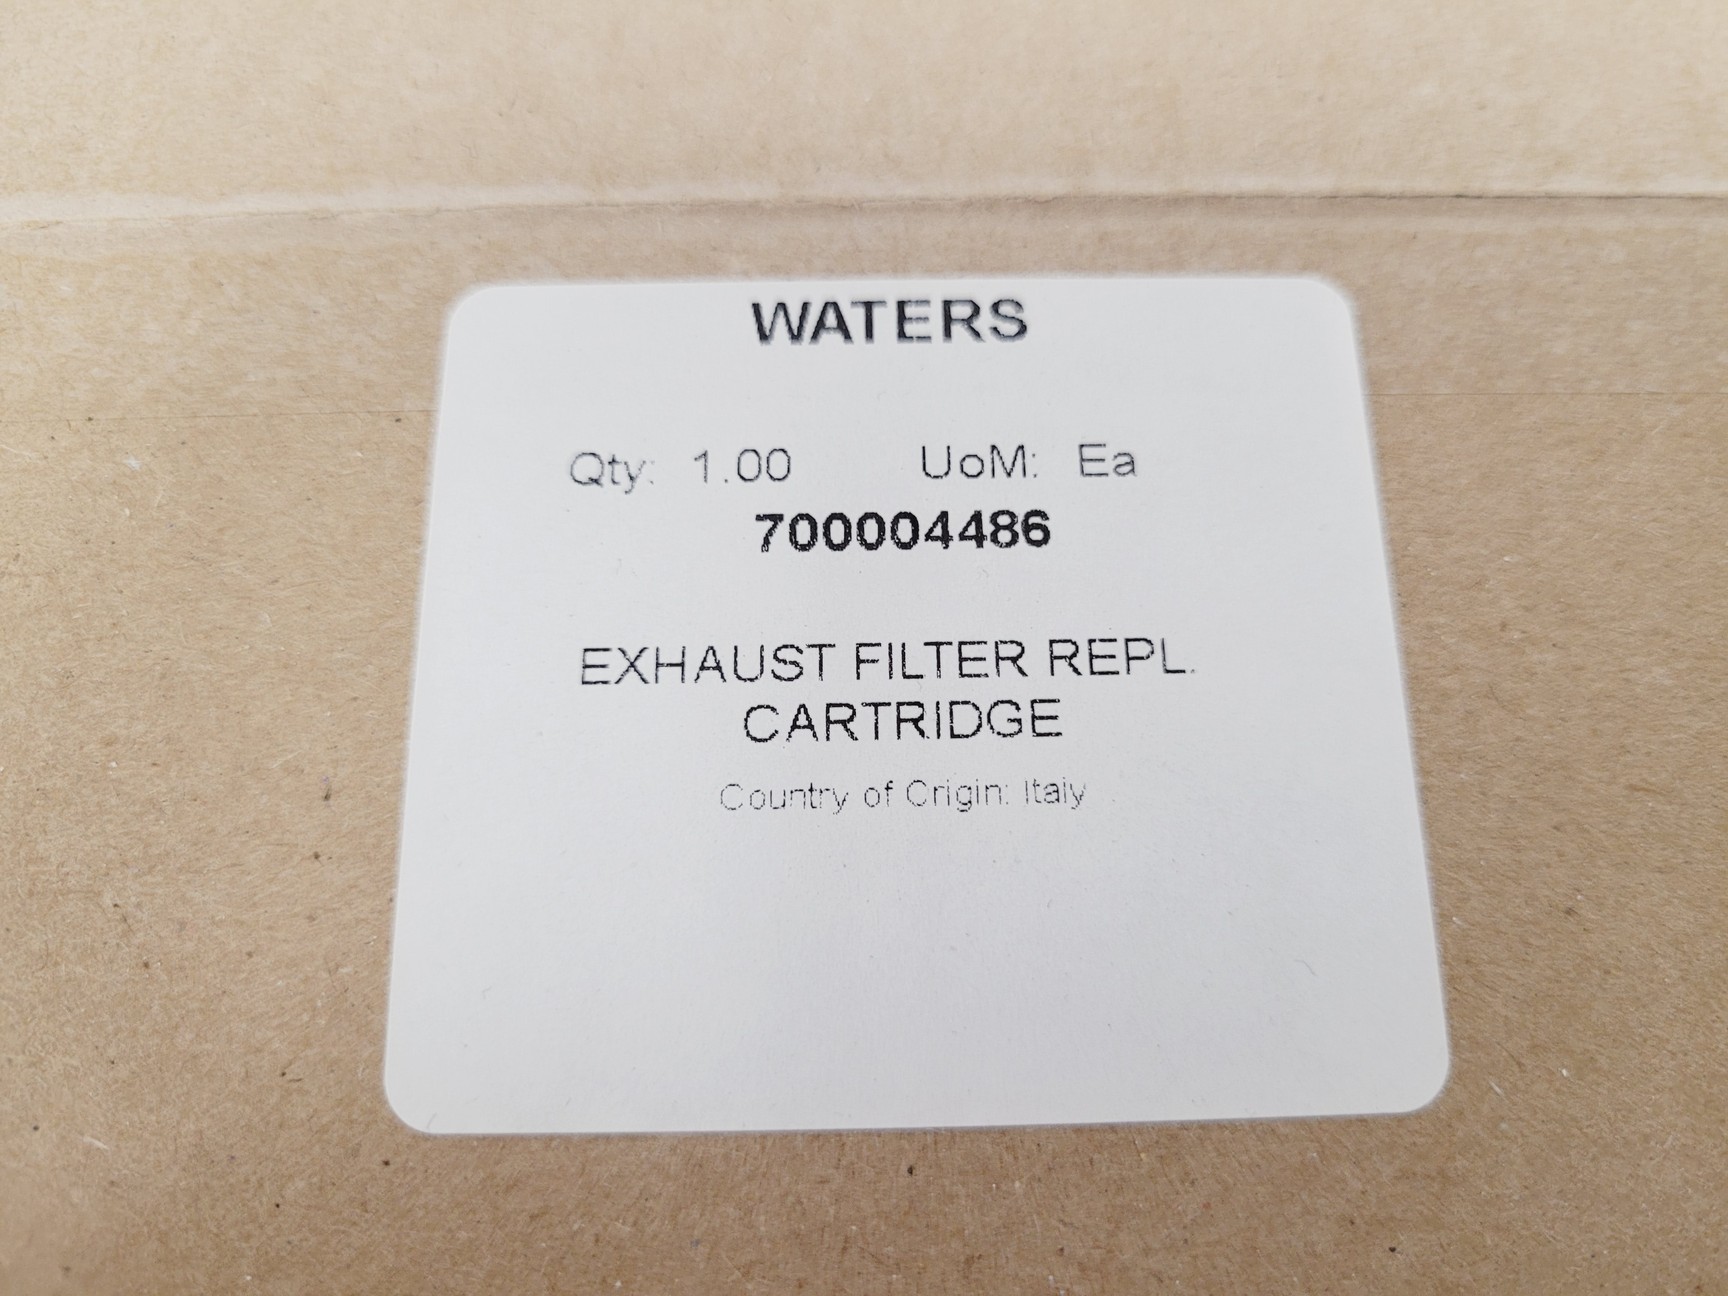 WATERS
Qty: 1.00 UoM: Ea
700004486
EXHAUST FILTER REPL.
CARTRIDGE
Country of Origin: Italy